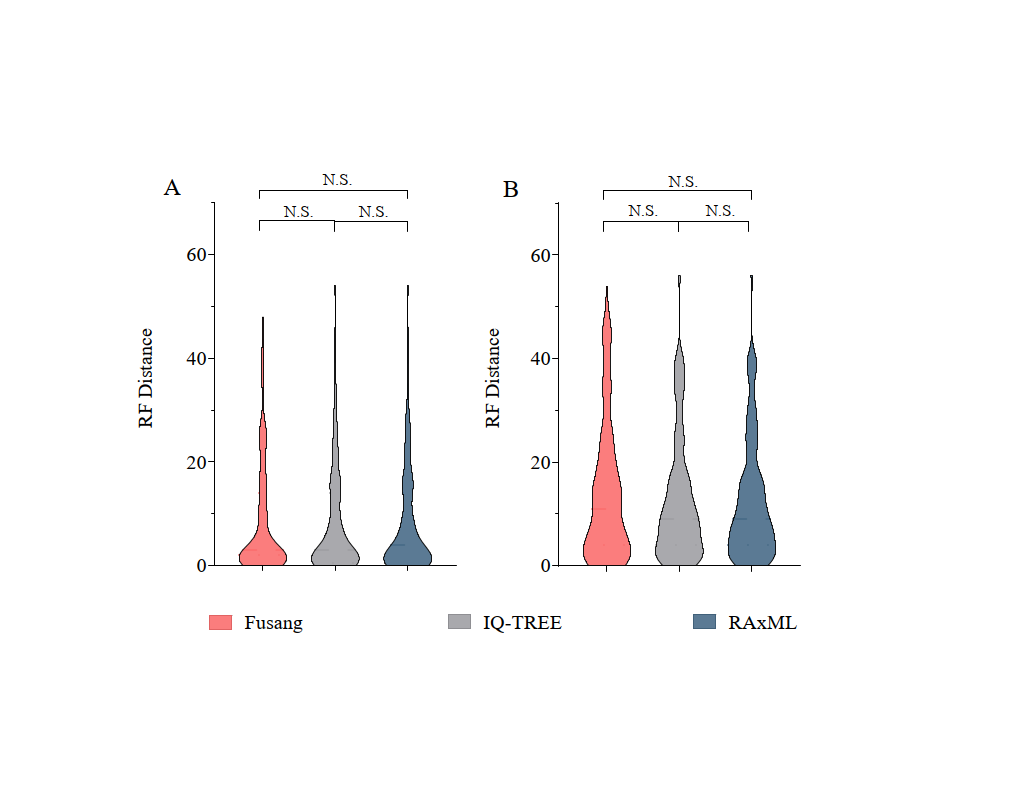 A
N.S.
N.S.
N.S.
60
40
20
0
RF Distance
B
N.S.
N.S.
N.S.
60
40
20
0
RF Distance
Fusang
IQ-TREE
RAxML